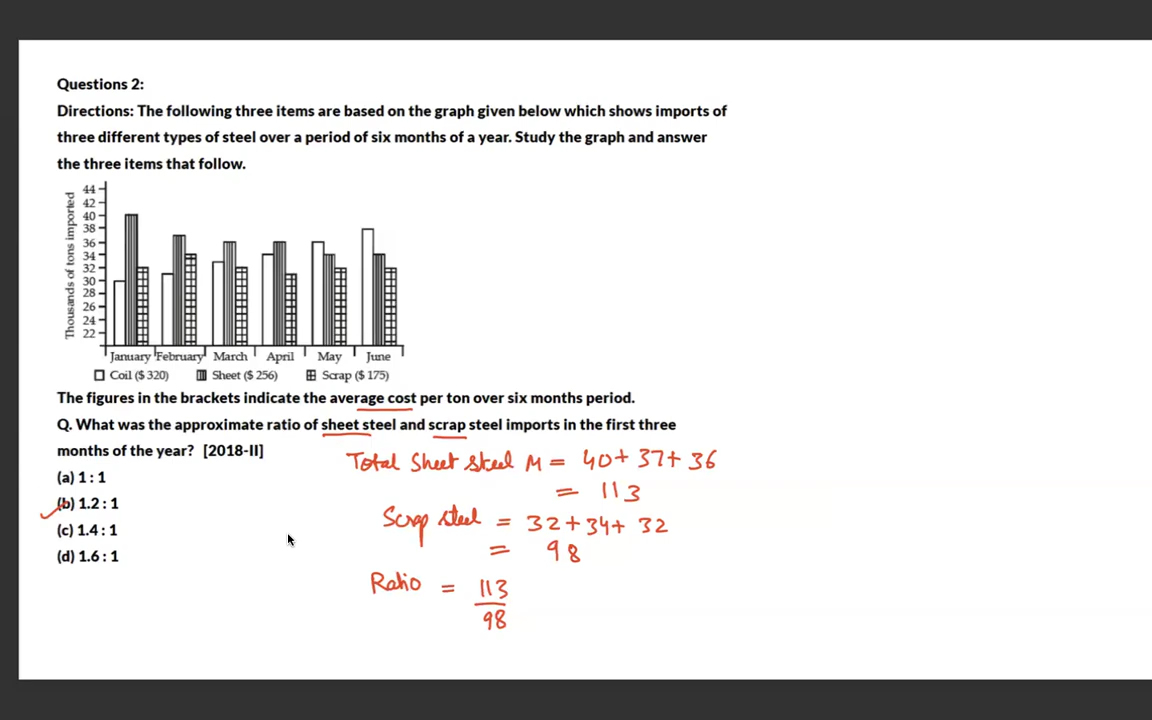 Questions 2:
Directions: The following three items are based on the graph given below which shows imports of
three different types of steel over a period of six months of a year. Study the graph and answer
the three items that follow.
Thousands of tons imported
44
42
40
38
36
34
32
30
28
26
24
22
January February March April May June
Coil ($ 320) Sheet ($ 256) Scrap ($ 175)
The figures in the brackets indicate the average cost per ton over six months period.
Q. What was the approximate ratio of sheet steel and scrap steel imports in the first three
months of the year? [2018-II]
(a) 1 : 1
(b) 1.2 : 1
(c) 1.4 : 1
(d) 1.6 : 1
Total Sheet Steel M = 40 + 37 + 36
= 113
Scrap steel = 32 + 34 + 32
= 98
Ratio = 113
98